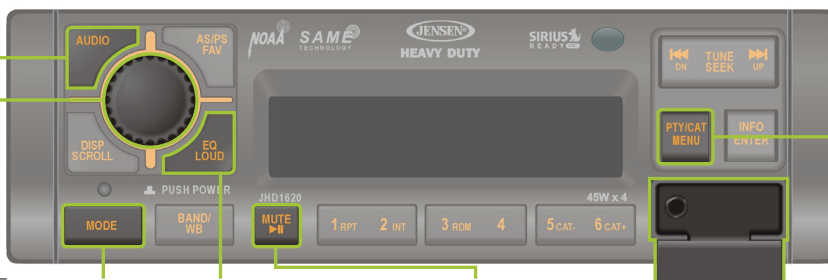 AUDIO
AS/PS
FAV
NOAA S.A.M.E
TECHNOLOGY
JENSEN®
HEAVY DUTY
SIRIUS
READY
TUNE
SEEK
DN
UP
DISP
SCROLL
EQ
LOUD
PTY/CAT
MENU
INFO
ENTER
PUSH POWER
JHD1620
45W x 4
MODE
BAND/
WB
MUTE
1 RPT 2 INT
3 RDM 4
5 CAT- 6 CAT+